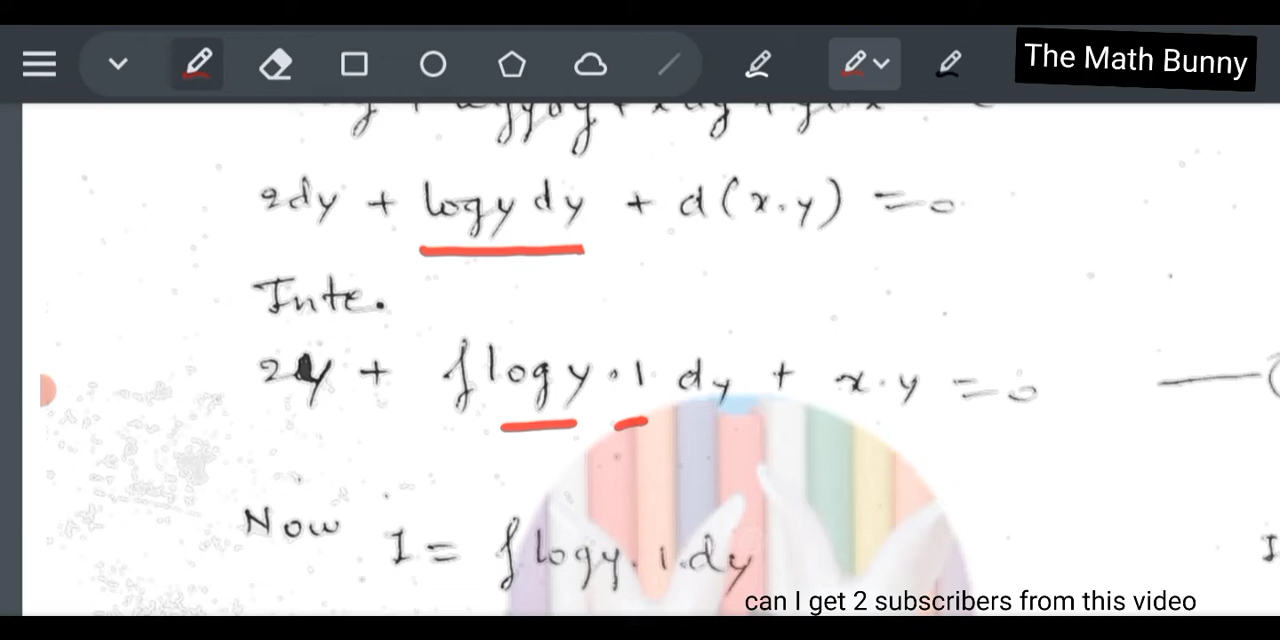 The Math Bunny
2dy + logy dy + d(x.y) = 0
Inte.
2y + ∫logy.1.dy + x.y = 0
Now I = ∫logy.1.dy I
can I get 2 subscribers from this video